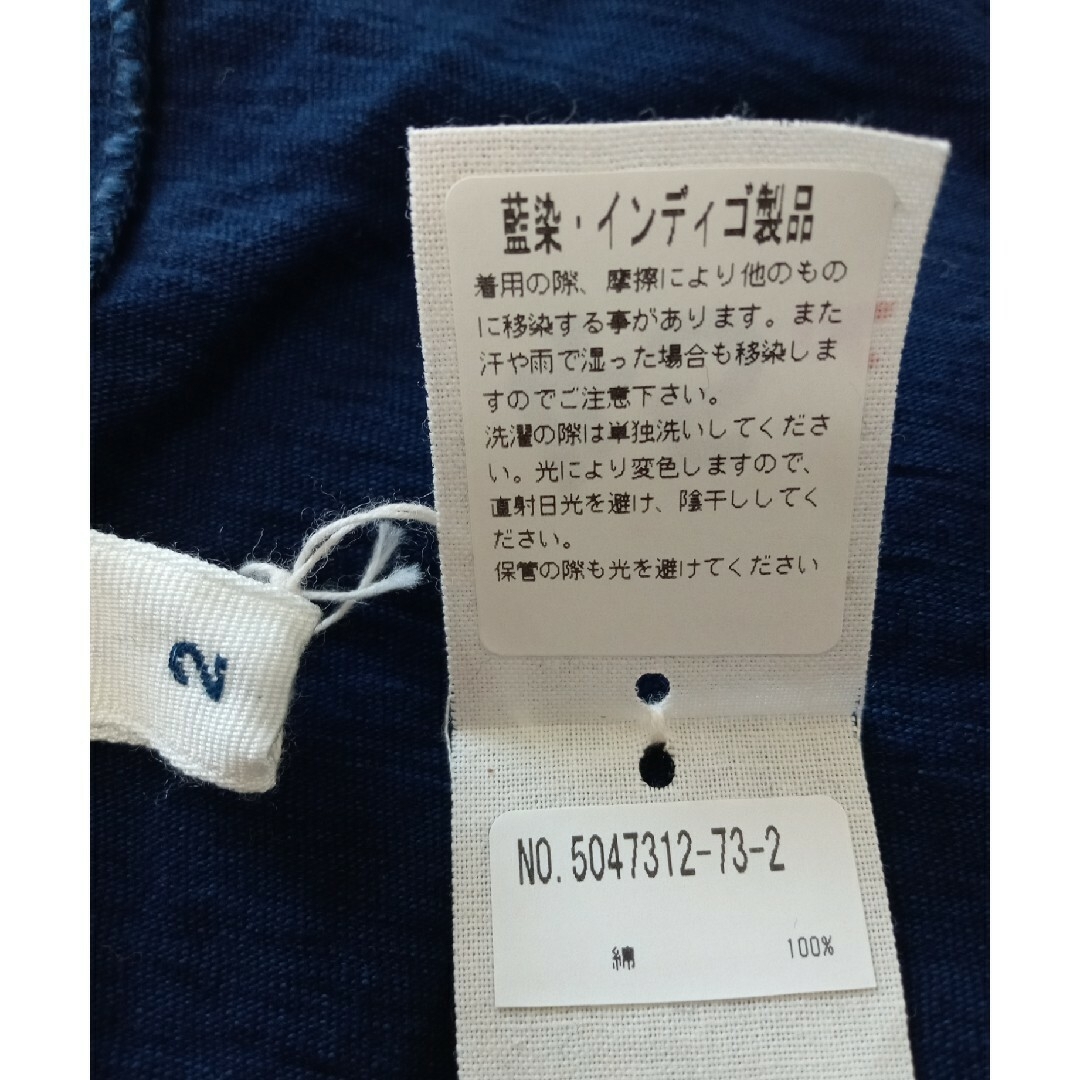 藍染・インディゴ製品
着用の際、摩擦により他のもの
に移染する事があります。また
汗や雨で湿った場合も移染しま
すのでご注意下さい。
洗濯の際は単独洗いしてくださ
い。光により変色しますので、
直射日光を避け、陰干ししてく
ださい。
保管の際も光を避けてください
2
NO.5047312-73-2
綿 100%